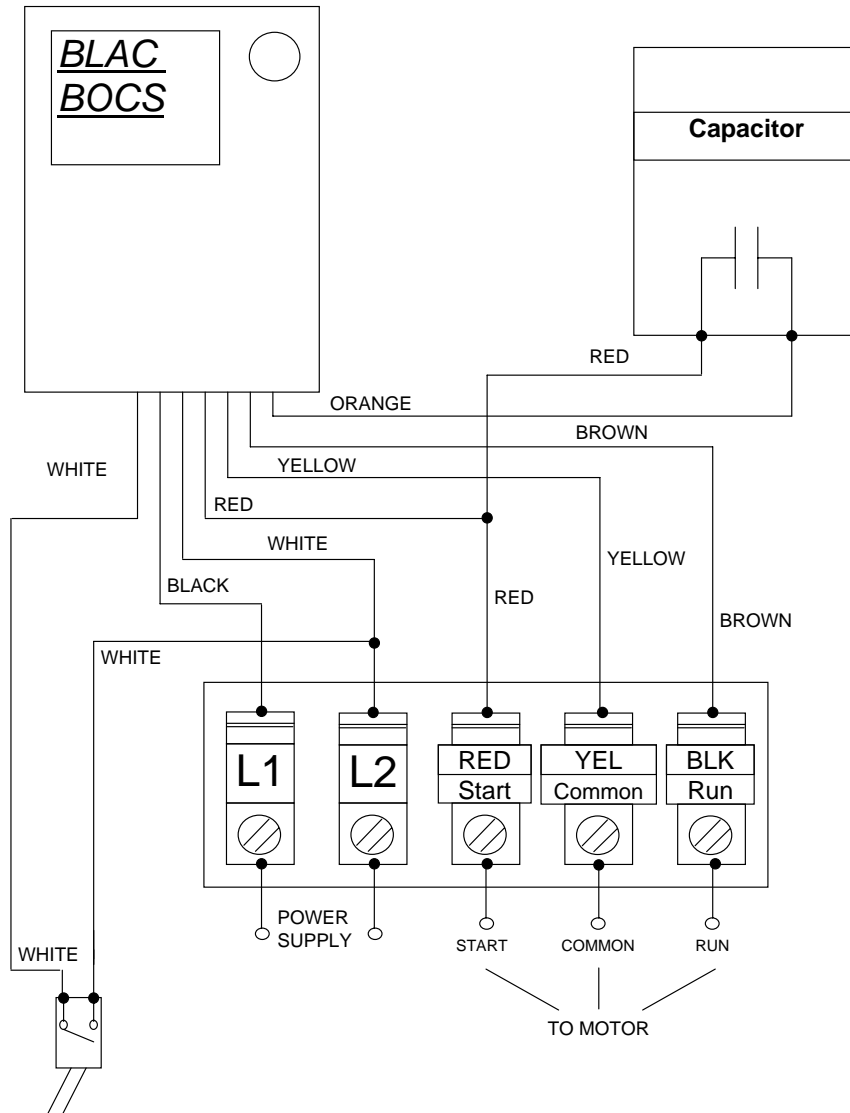 BLAC
BOCS
Capacitor
RED
ORANGE
BROWN
WHITE
YELLOW
RED
WHITE
YELLOW
BLACK
RED
BROWN
WHITE
L1
L2
RED
Start
YEL
Common
BLK
Run
POWER
SUPPLY
START
COMMON
RUN
WHITE
TO MOTOR